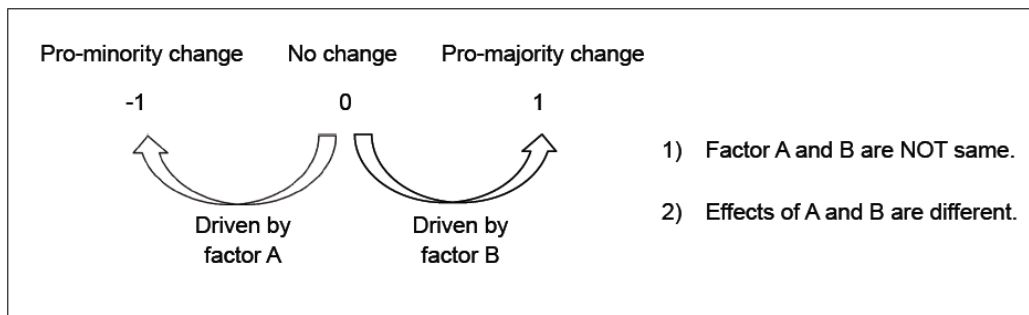 Pro-minority change No change Pro-majority change
-1 0 1
1) Factor A and B are NOT same.
2) Effects of A and B are different.
Driven by
factor A
Driven by
factor B